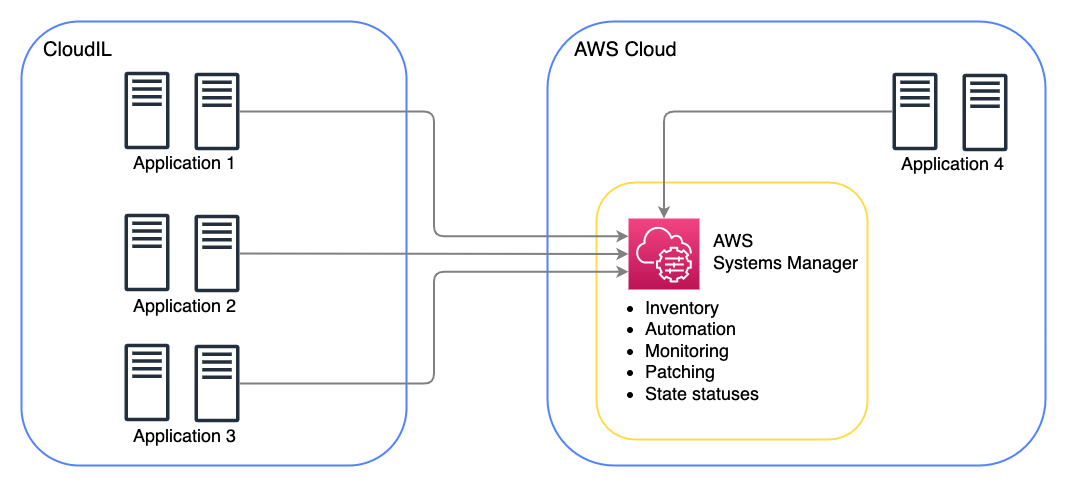 CloudIL
Application 1
Application 2
Application 3
AWS Cloud
Application 4
AWS
Systems Manager
• Inventory
• Automation
• Monitoring
• Patching
• State statuses